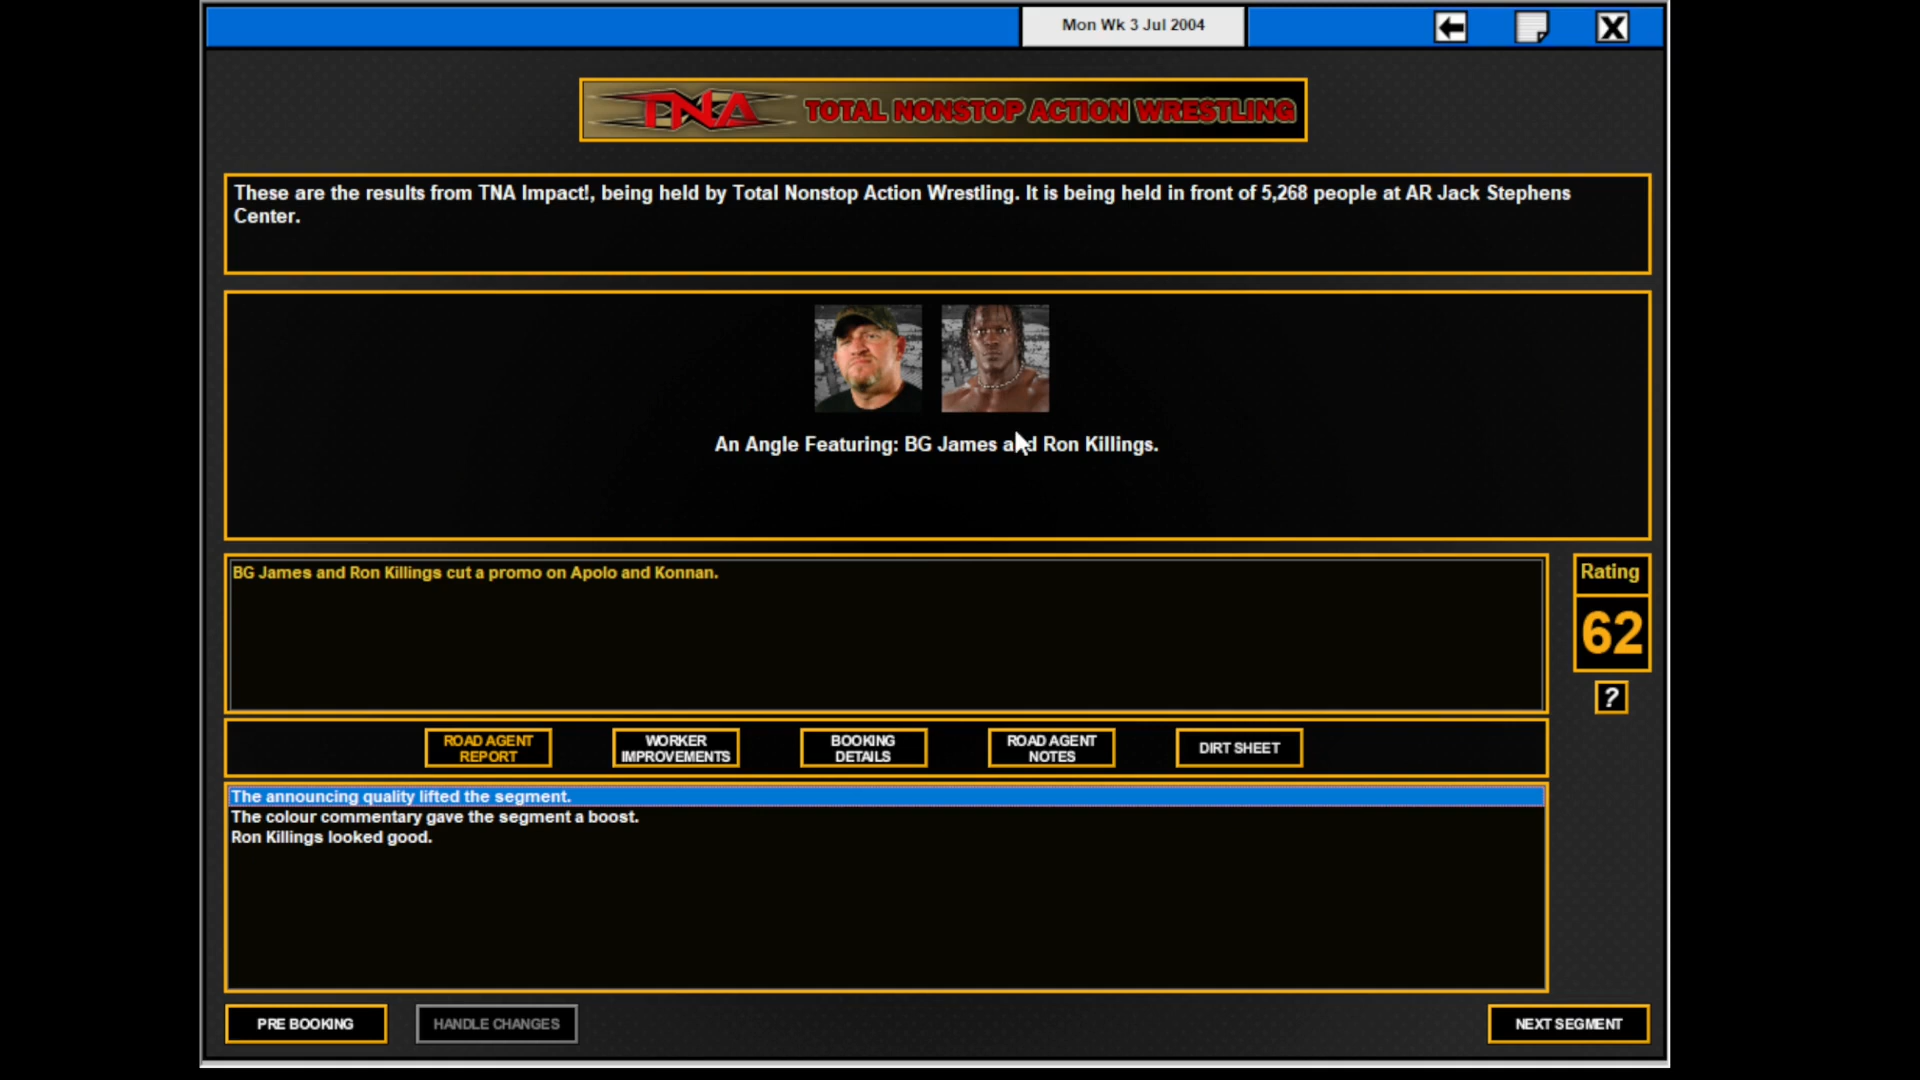 Mon Wk 3 Jul 2004
TNA TOTAL NONSTOP ACTION WRESTLING
These are the results from TNA Impact!, being held by Total Nonstop Action Wrestling. It is being held in front of 5,268 people at AR Jack Stephens
Center.
An Angle Featuring: BG James and Ron Killings.
BG James and Ron Killings cut a promo on Apolo and Konnan.
Rating
62
?
ROAD AGENT
REPORT
WORKER
IMPROVEMENTS
BOOKING
DETAILS
ROAD AGENT
NOTES
DIRT SHEET
The announcing quality lifted the segment.
The colour commentary gave the segment a boost.
Ron Killings looked good.
PRE BOOKING
HANDLE CHANGES
NEXT SEGMENT